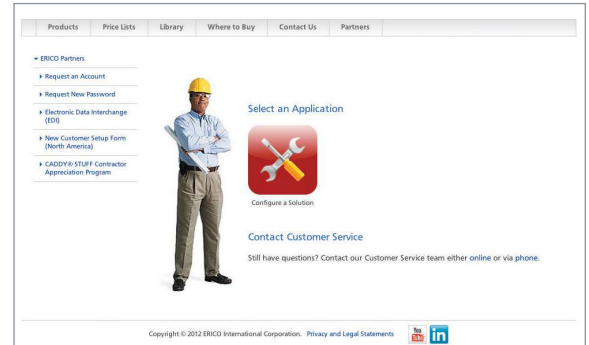 Products Price Lists Library Where to Buy Contact Us Partners
ERICO Partners
Request an Account
Request New Password
Electronic Data Interchange
(EDI)
New Customer Setup Form
(North America)
CADDY® STUFF Contractor
Appreciation Program
Select an Application
Configure a Solution
Contact Customer Service
Still have questions? Contact our Customer Service team either online or via phone.
Copyright © 2012 ERICO International Corporation. Privacy and Legal Statements
You
Tube
in